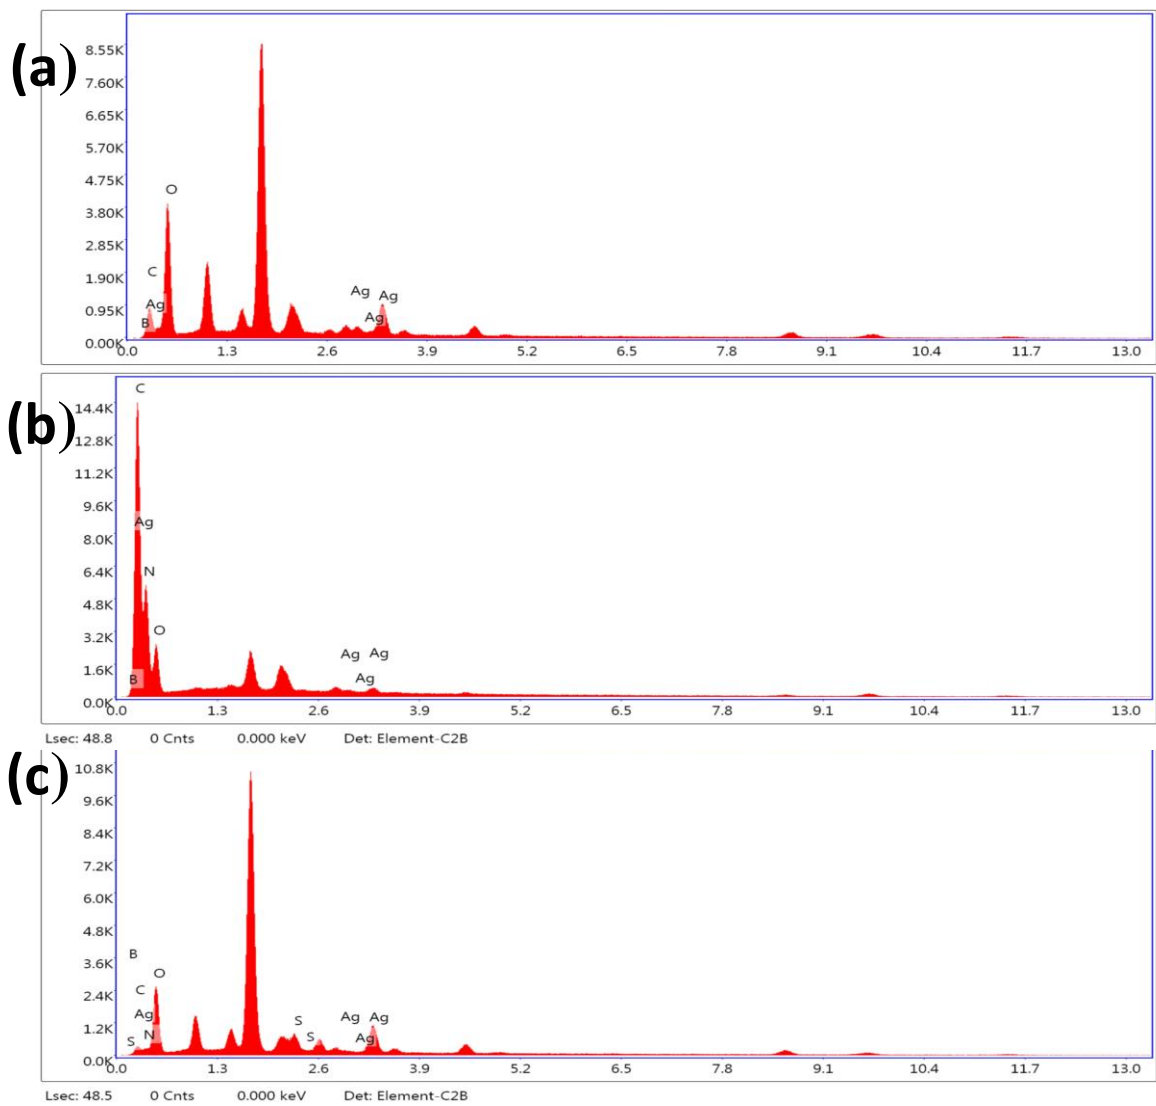 (a)
8.55K
7.60K
6.65K
5.70K
4.75K
3.80K
2.85K
1.90K
0.95K
0.00K
O
C
Ag
B
Ag
Ag
Ag
0.0 1.3 2.6 3.9 5.2 6.5 7.8 9.1 10.4 11.7 13.0
(b)
14.4K
12.8K
11.2K
9.6K
8.0K
6.4K
4.8K
3.2K
1.6K
0.0K
C
Ag
N
O
B
Ag
Ag
Ag
0.0 1.3 2.6 3.9 5.2 6.5 7.8 9.1 10.4 11.7 13.0
Lsec: 48.8 0 Cnts 0.000 keV Det: Element-C2B
(c)
10.8K
9.6K
8.4K
7.2K
6.0K
4.8K
3.6K
2.4K
1.2K
0.0K
B
O
C
Ag
N
S
S
S
Ag
Ag
Ag
0.0 1.3 2.6 3.9 5.2 6.5 7.8 9.1 10.4 11.7 13.0
Lsec: 48.5 0 Cnts 0.000 keV Det: Element-C2B